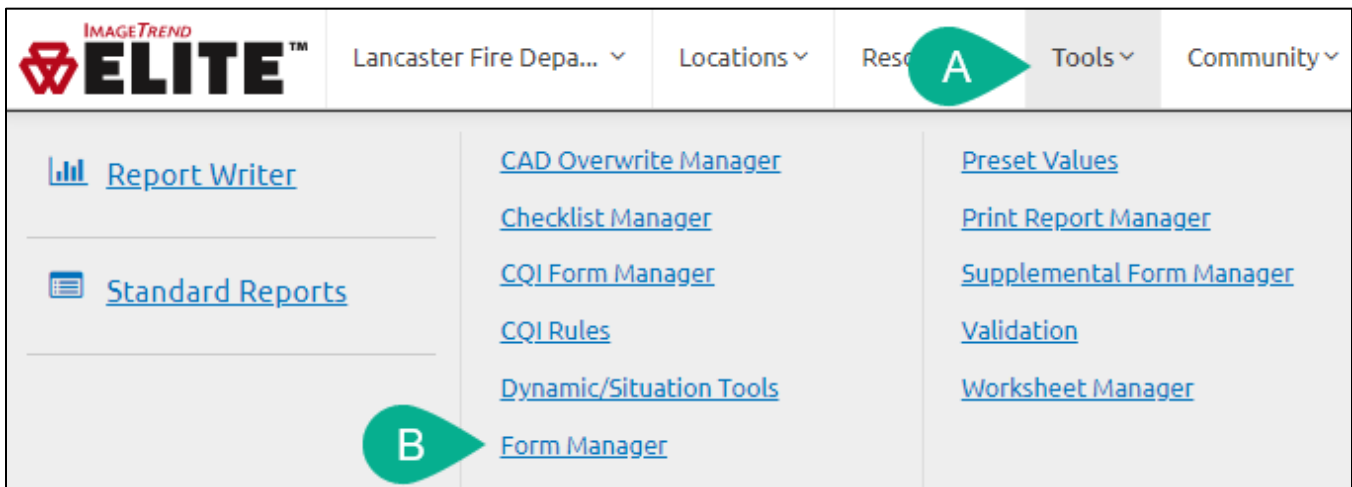 IMAGETREND
ELITE™
Lancaster Fire Depa...
Locations
A
Tools
Community
Report Writer
Standard Reports
CAD Overwrite Manager
Checklist Manager
CQI Form Manager
CQI Rules
Dynamic/Situation Tools
B
Form Manager
Preset Values
Print Report Manager
Supplemental Form Manager
Validation
Worksheet Manager